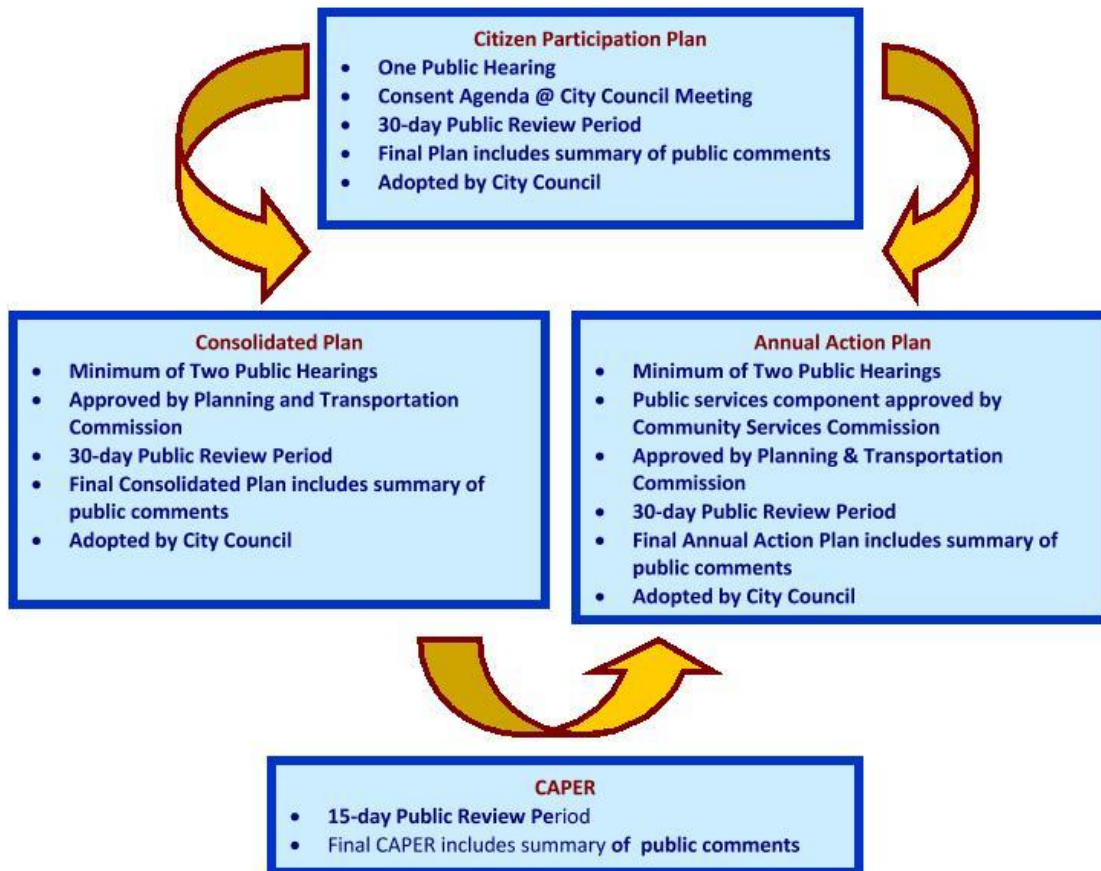 Citizen Participation Plan
• One Public Hearing
• Consent Agenda @ City Council Meeting
• 30-day Public Review Period
• Final Plan includes summary of public comments
• Adopted by City Council
Consolidated Plan
• Minimum of Two Public Hearings
• Approved by Planning and Transportation
Commission
• 30-day Public Review Period
• Final Consolidated Plan includes summary of
public comments
• Adopted by City Council
Annual Action Plan
• Minimum of Two Public Hearings
• Public services component approved by
Community Services Commission
• Approved by Planning & Transportation
Commission
• 30-day Public Review Period
• Final Annual Action Plan includes summary of
public comments
• Adopted by City Council
CAPER
• 15-day Public Review Period
• Final CAPER includes summary of public comments